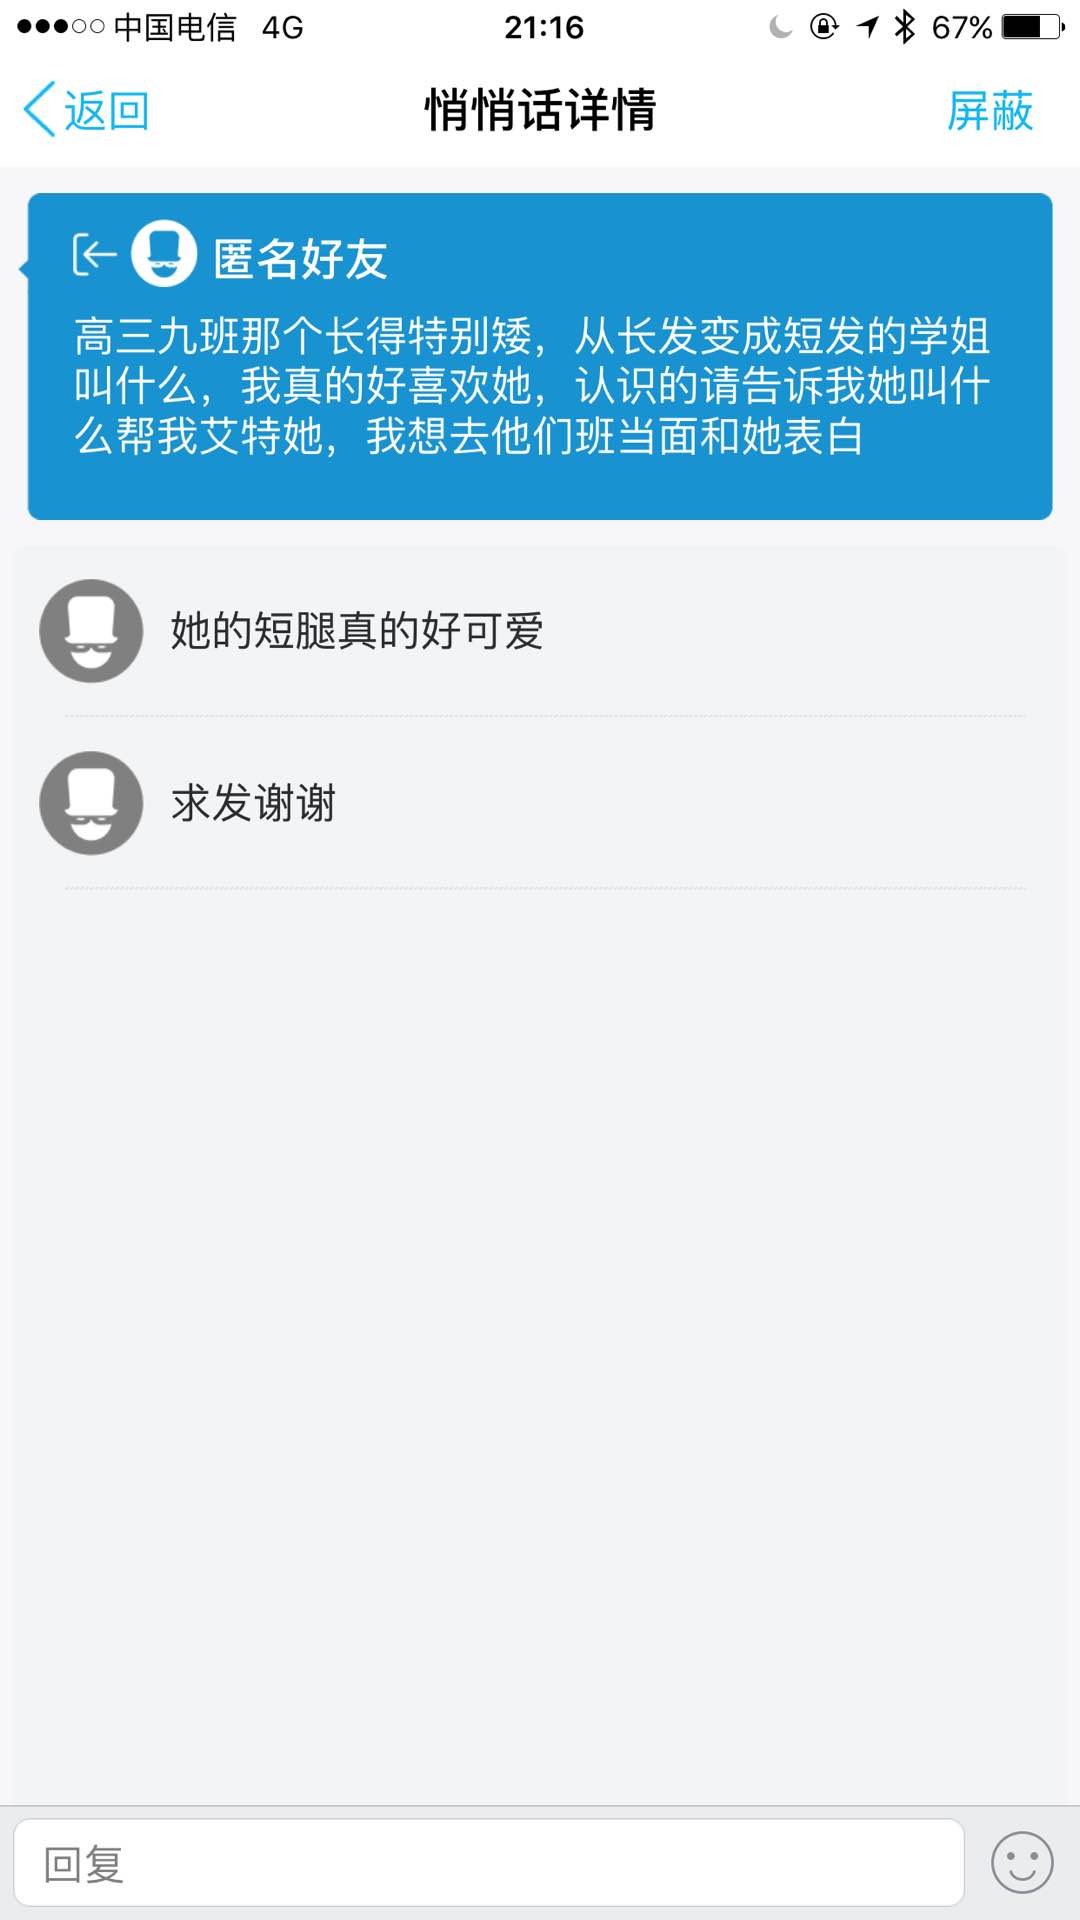 中国电信 4G 21:16 67%
返回 悄悄话详情 屏蔽
匿名好友
高三九班那个长得特别矮，从长发变成短发的学姐
叫什么，我真的好喜欢她，认识的请告诉我她叫什
么帮我艾特她，我想去他们班当面和她表白
她的短腿真的好可爱
求发谢谢
回复